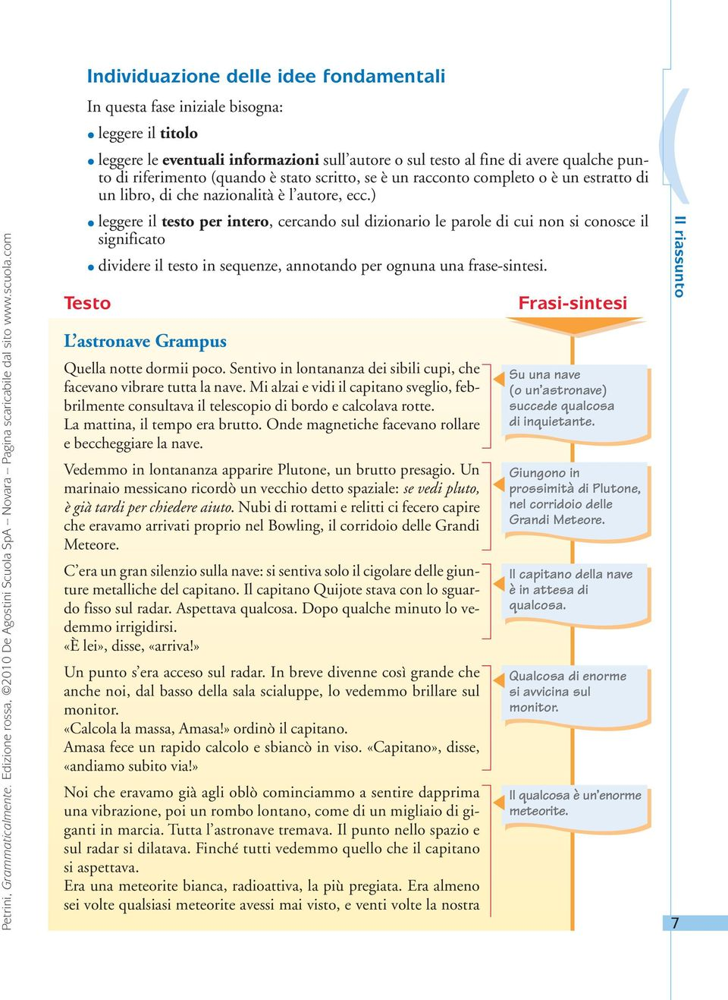 Individuazione delle idee fondamentali
In questa fase iniziale bisogna:
● leggere il titolo
● leggere le eventuali informazioni sull’autore o sul testo al fine di avere qualche pun-
to di riferimento (quando è stato scritto, se è un racconto completo o è un estratto di
un libro, di che nazionalità è l’autore, ecc.)
● leggere il testo per intero, cercando sul dizionario le parole di cui non si conosce il
significato
● dividere il testo in sequenze, annotando per ognuna una frase-sintesi.
Testo
L’astronave Grampus
Quella notte dormii poco. Sentivo in lontananza dei sibili cupi, che
facevano vibrare tutta la nave. Mi alzai e vidi il capitano sveglio, feb-
brilmente consultava il telescopio di bordo e calcolava rotte.
La mattina, il tempo era brutto. Onde magnetiche facevano rollare
e beccheggiare la nave.
Vedemmo in lontananza apparire Plutone, un brutto presagio. Un
marinaio messicano ricordò un vecchio detto spaziale: se vedi pluto,
è già tardi per chiedere aiuto. Nubi di rottami e relitti ci fecero capire
che eravamo arrivati proprio nel Bowling, il corridoio delle Grandi
Meteore.
C’era un gran silenzio sulla nave: si sentiva solo il cigolare delle giun-
ture metalliche del capitano. Il capitano Quijote stava con lo sguar-
do fisso sul radar. Aspettava qualcosa. Dopo qualche minuto lo ve-
demmo irrigidirsi.
«È lei», disse, «arriva!»
Un punto s’era acceso sul radar. In breve divenne così grande che
anche noi, dal basso della sala scialuppe, lo vedemmo brillare sul
monitor.
«Calcola la massa, Amasa!» ordinò il capitano.
Amasa fece un rapido calcolo e sbiancò in viso. «Capitano», disse,
«andiamo subito via!»
Noi che eravamo già agli oblò cominciammo a sentire dapprima
una vibrazione, poi un rombo lontano, come di un migliaio di gi-
ganti in marcia. Tutta l’astronave tremava. Il punto nello spazio e
sul radar si dilatava. Finché tutti vedemmo quello che il capitano
si aspettava.
Era una meteorite bianca, radioattiva, la più pregiata. Era almeno
sei volte qualsiasi meteorite avessi mai visto, e venti volte la nostra
Frasi-sintesi
Su una nave
(o un’astronave)
succede qualcosa
di inquietante.
Giungono in
prossimità di Plutone,
nel corridoio delle
Grandi Meteore.
Il capitano della nave
è in attesa di
qualcosa.
Qualcosa di enorme
si avvicina sul
monitor.
Il qualcosa è un’enorme
meteorite.
Il riassunto
7
Petrini, Grammaticalmente. Edizione rossa, ©2010 De Agostini Scuola SpA – Novara – Pagina scaricabile dal sito www.scuola.com